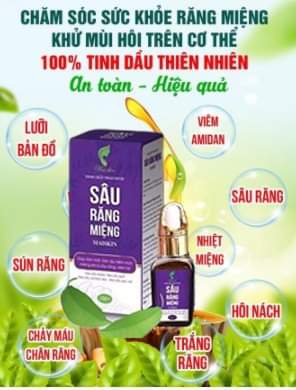 CHĂM SÓC SỨC KHỎE RĂNG MIỆNG
KHỬ MÙI HÔI TRÊN CƠ THỂ
100% TINH DẦU THIÊN NHIÊN
An toàn - Hiệu quả
LƯỠI
BẢN ĐỒ
VIÊM
AMIDAN
SÂU RĂNG
SÚN RĂNG
NHIỆT
MIỆNG
HÔI NÁCH
CHẢY MÁU
CHÂN RĂNG
TRẮNG
RĂNG
SÂU
RĂNG
MIỆNG
MADIKIN
SÂU
RĂNG
MIỆNG